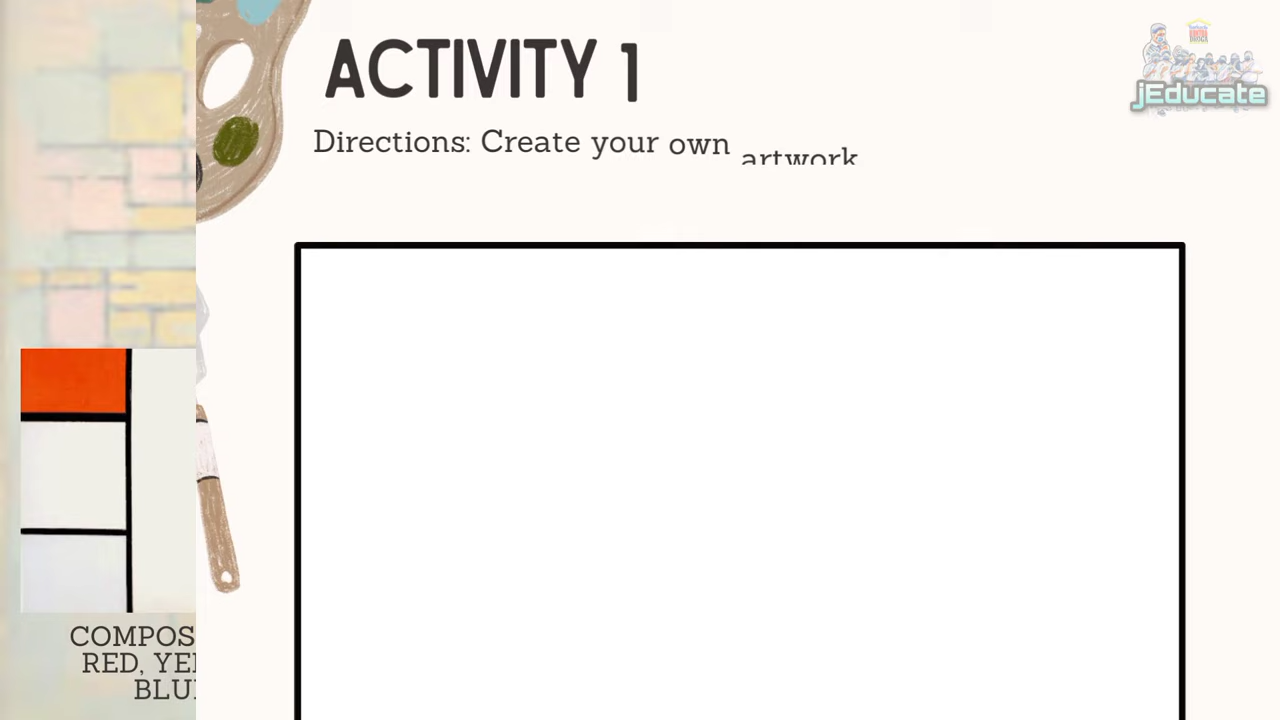 ACTIVITY 1
Directions: Create your own artwork
jEducate
COMPOS
RED, YE
BLU